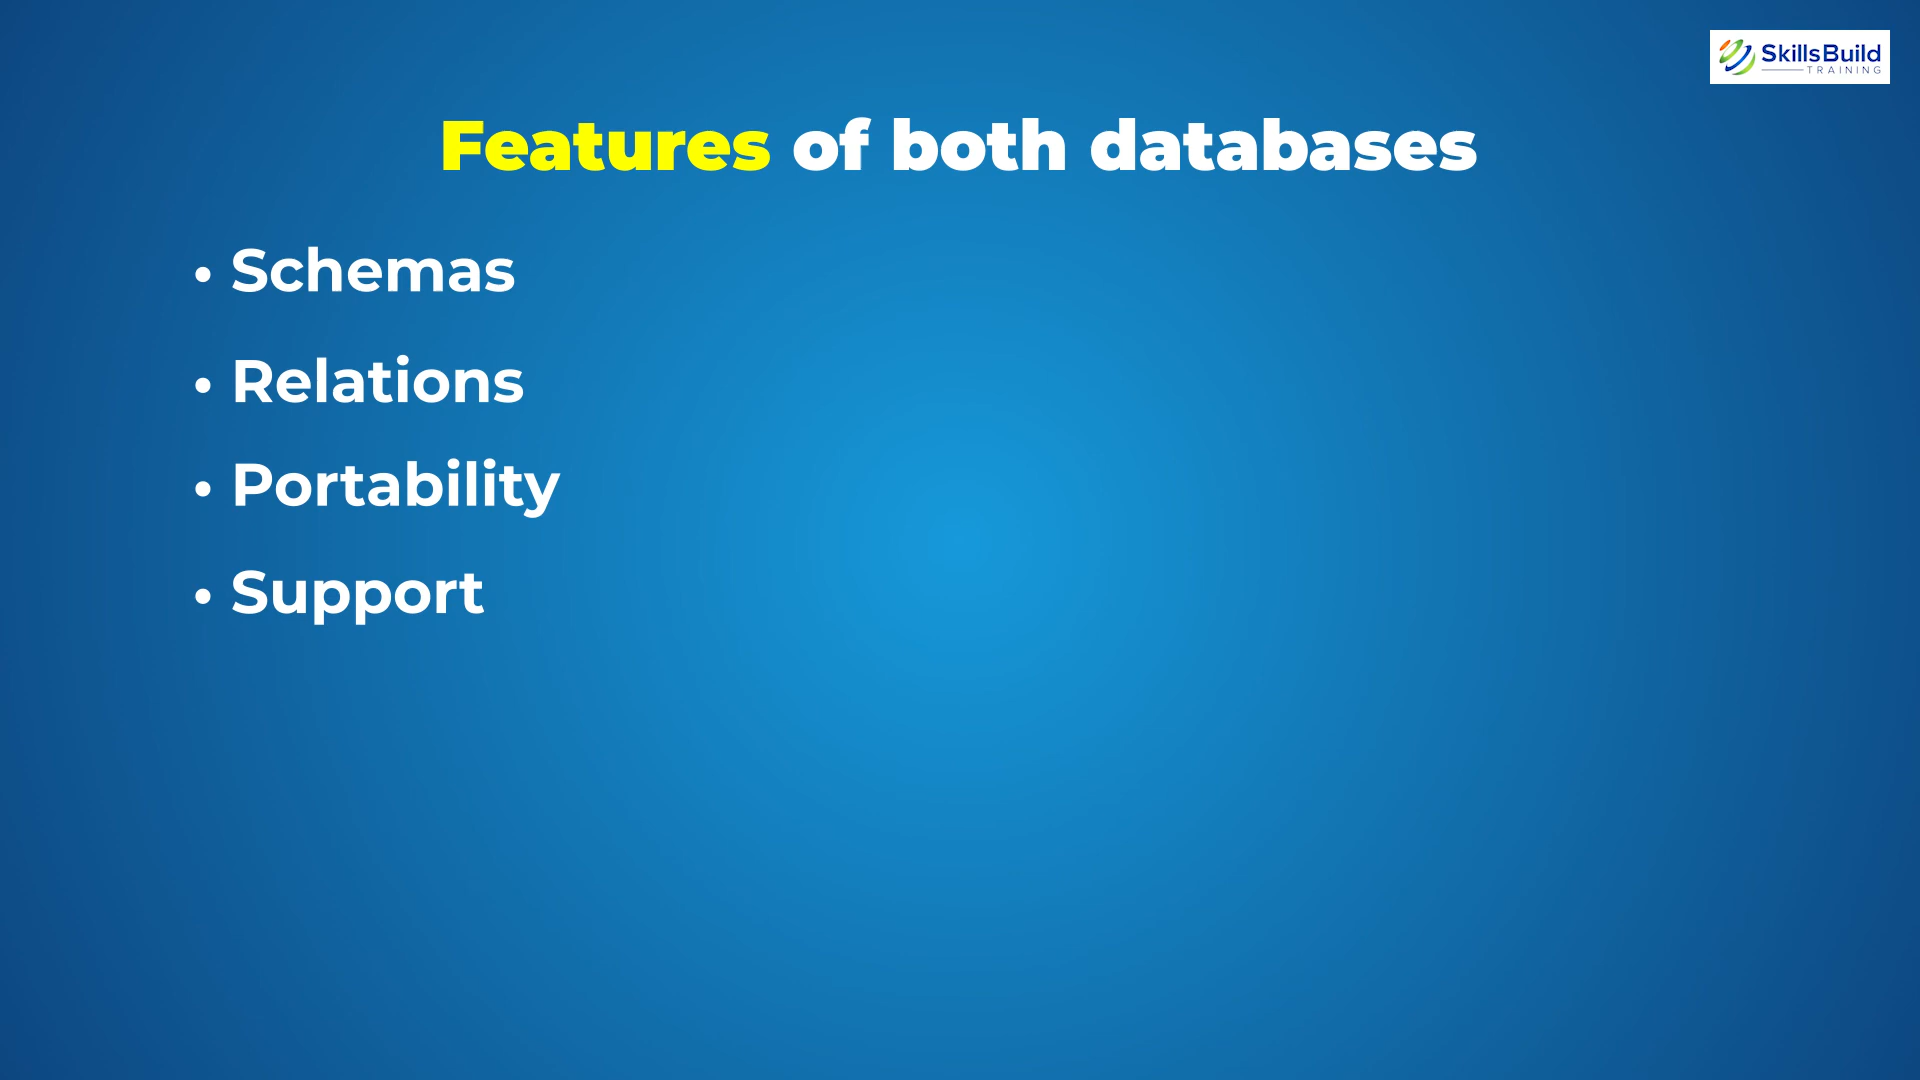 SkillsBuild
TRAINING
Features of both databases
• Schemas
• Relations
• Portability
• Support